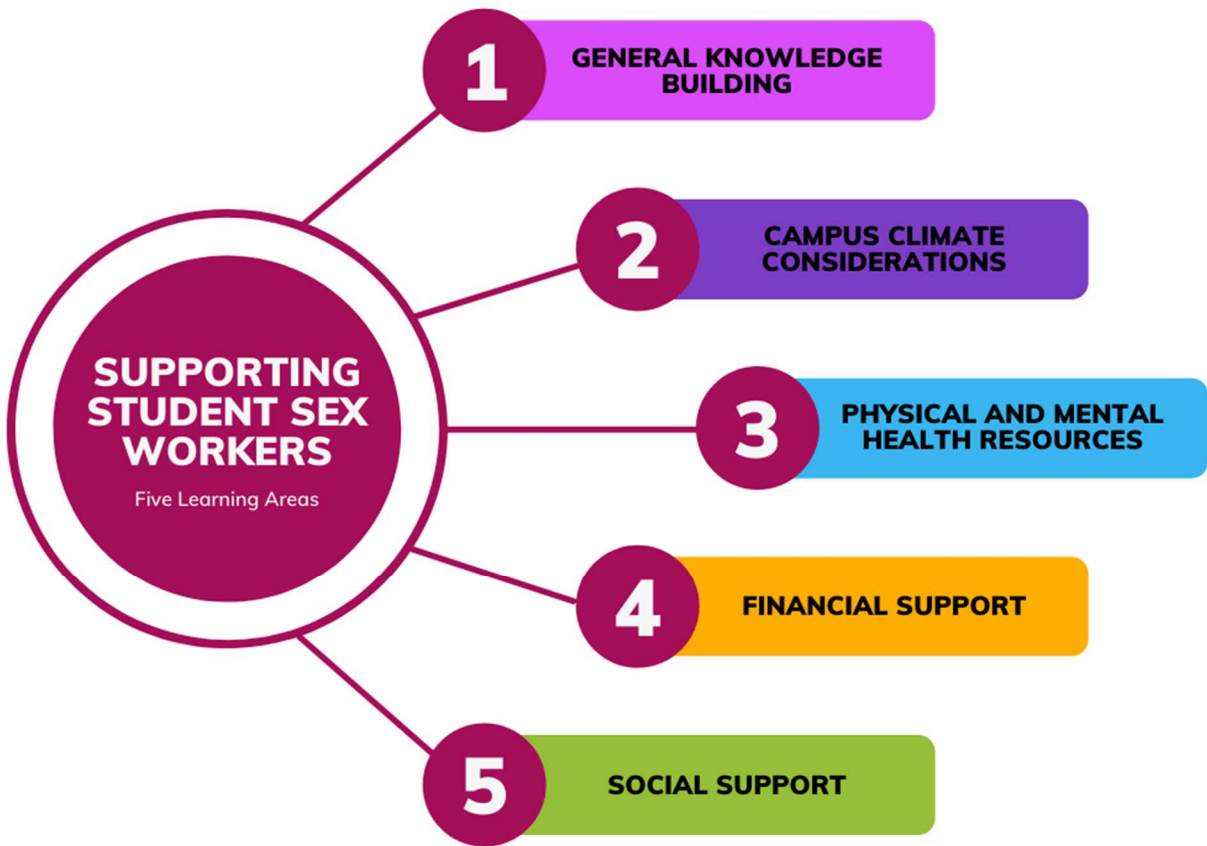 SUPPORTING
STUDENT SEX
WORKERS
Five Learning Areas
1
GENERAL KNOWLEDGE
BUILDING
2
CAMPUS CLIMATE
CONSIDERATIONS
3
PHYSICAL AND MENTAL
HEALTH RESOURCES
4
FINANCIAL SUPPORT
5
SOCIAL SUPPORT